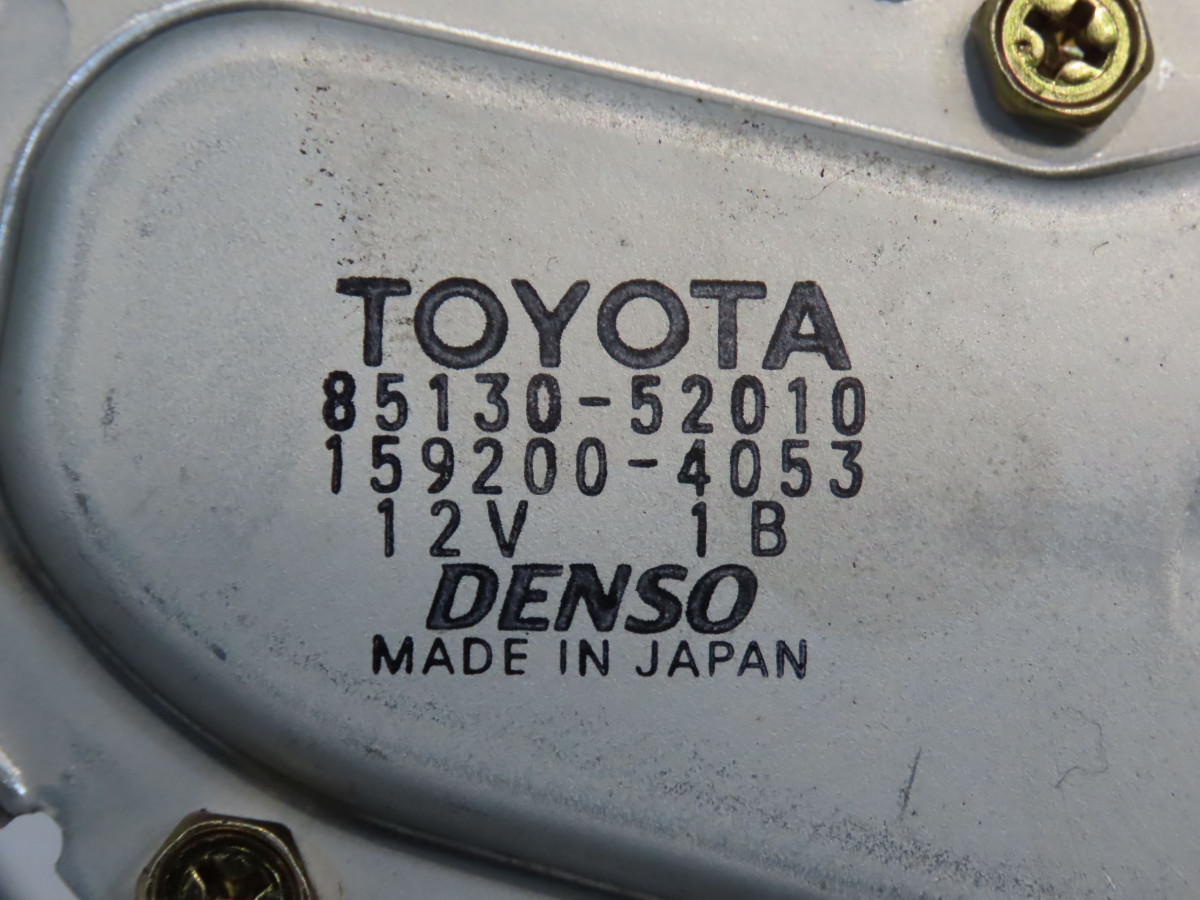 TOYOTA
85130-52010
159200-4053
12V 1B
DENSO
MADE IN JAPAN